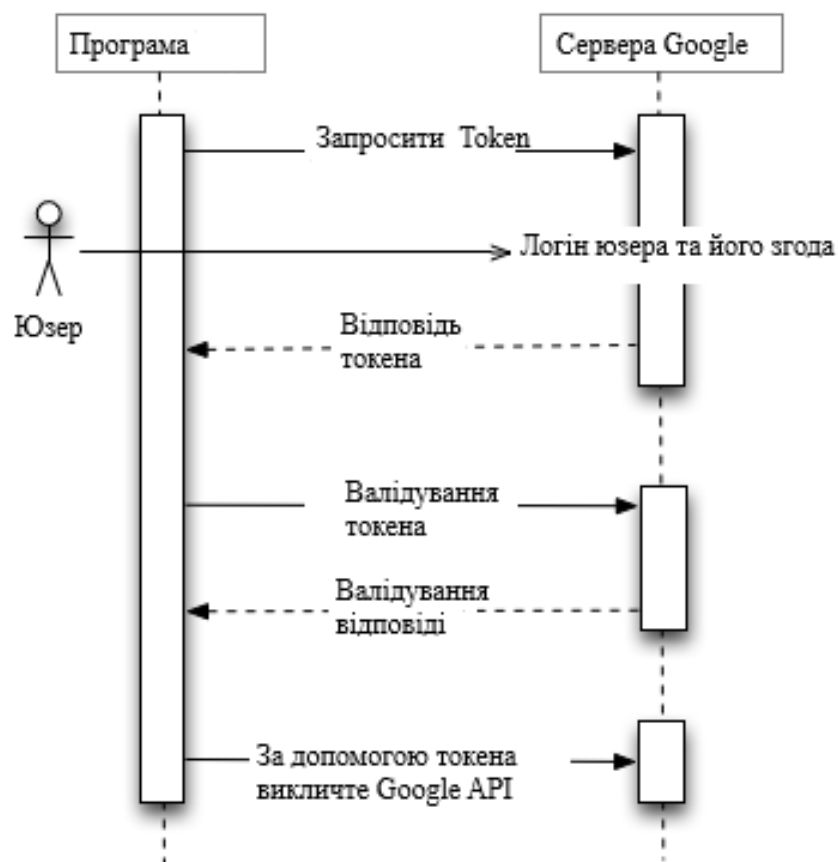 Програма
Сервера Google
Запросити Token
Логін юзера та його згода
Юзер
Відповідь
токена
Валідування
токена
Валідування
відповіді
За допомогою токена
викличте Google API